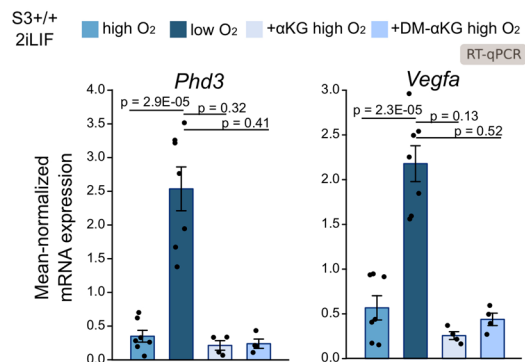 S3+/+
2iLIF
high O₂ low O₂ +αKG high O₂ +DM-αKG high O₂
RT-qPCR
Phd3
Mean-normalized
mRNA expression
4.0
3.5
3.0
2.5
2.0
1.5
1.0
0.5
0.0
p = 2.9E-05
p = 0.32
p = 0.41
Vegfa
3.0
2.5
2.0
1.5
1.0
0.5
0.0
p = 2.3E-05
p = 0.13
p = 0.52